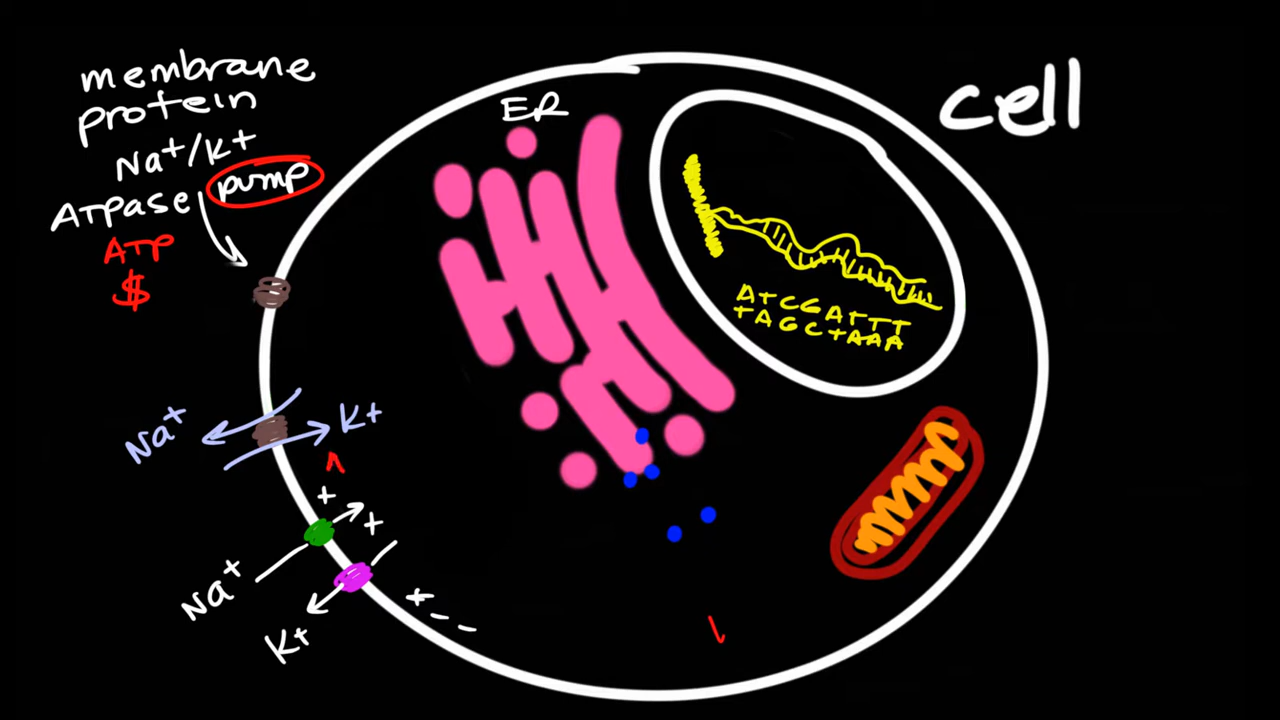 membrane
protein
Na+/K+
ATPase pump
ATP
$
ER
cell
ATCGATTT
TAGCTAAA
Na+
K+
+
+
Na+
K+
+
- -